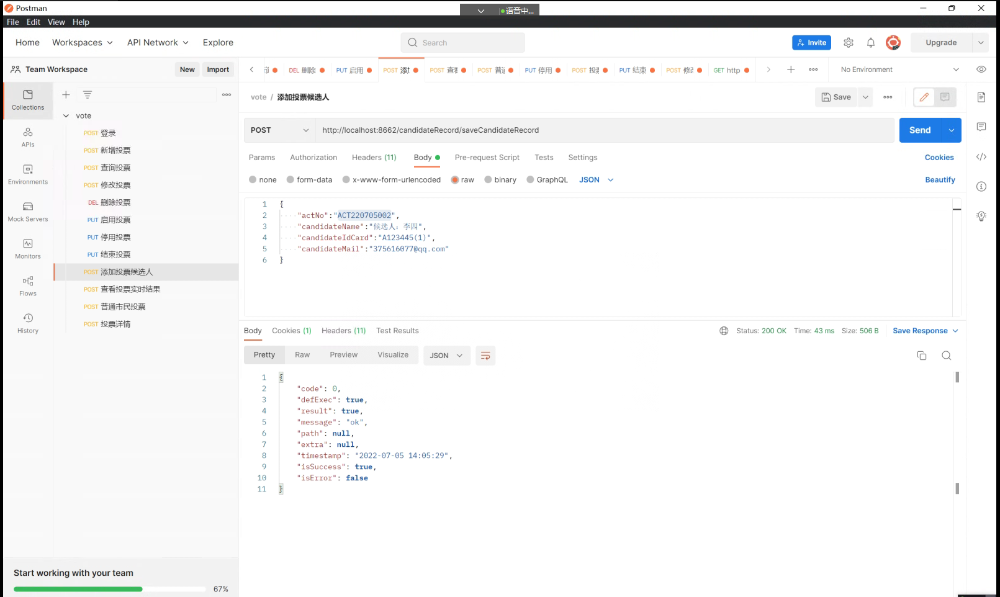 Postman
语音中...
File Edit View Help
Home Workspaces API Network Explore
Search
Invite
Upgrade
Team Workspace
New Import
DEL 删除
PUT 启用
POST 添加
POST 查看
POST 普通
PUT 停用
POST 投票
PUT 结束
POST 修改
GET http
No Environment
Collections
APIs
Environments
Mock Servers
Monitors
Flows
History
vote
POST 登录
POST 新增投票
POST 查询投票
POST 修改投票
DEL 删除投票
PUT 启用投票
PUT 停用投票
PUT 结束投票
POST 添加投票候选人
POST 查看投票实时结果
POST 普通市民投票
POST 投票详情
Start working with your team
67%
vote / 添加投票候选人
Save
POST http://localhost:8662/candidateRecord/saveCandidateRecord
Send
Params Authorization Headers (11) Body Pre-request Script Tests Settings Cookies
none form-data x-www-form-urlencoded raw binary GraphQL JSON Beautify
1 {
2 "actNo":"ACT220705002",
3 "candidateName":"候选人：李四",
4 "candidateIdCard":"A123445(1)",
5 "candidateMail":"375616077@qq.com"
6 }
Body Cookies (1) Headers (11) Test Results Status: 200 OK Time: 43 ms Size: 506 B Save Response
Pretty Raw Preview Visualize JSON
1 {
2 "code": 0,
3 "defExec": true,
4 "result": true,
5 "message": "ok",
6 "path": null,
7 "extra": null,
8 "timestamp": "2022-07-05 14:05:29",
9 "isSuccess": true,
10 "isError": false
11 }